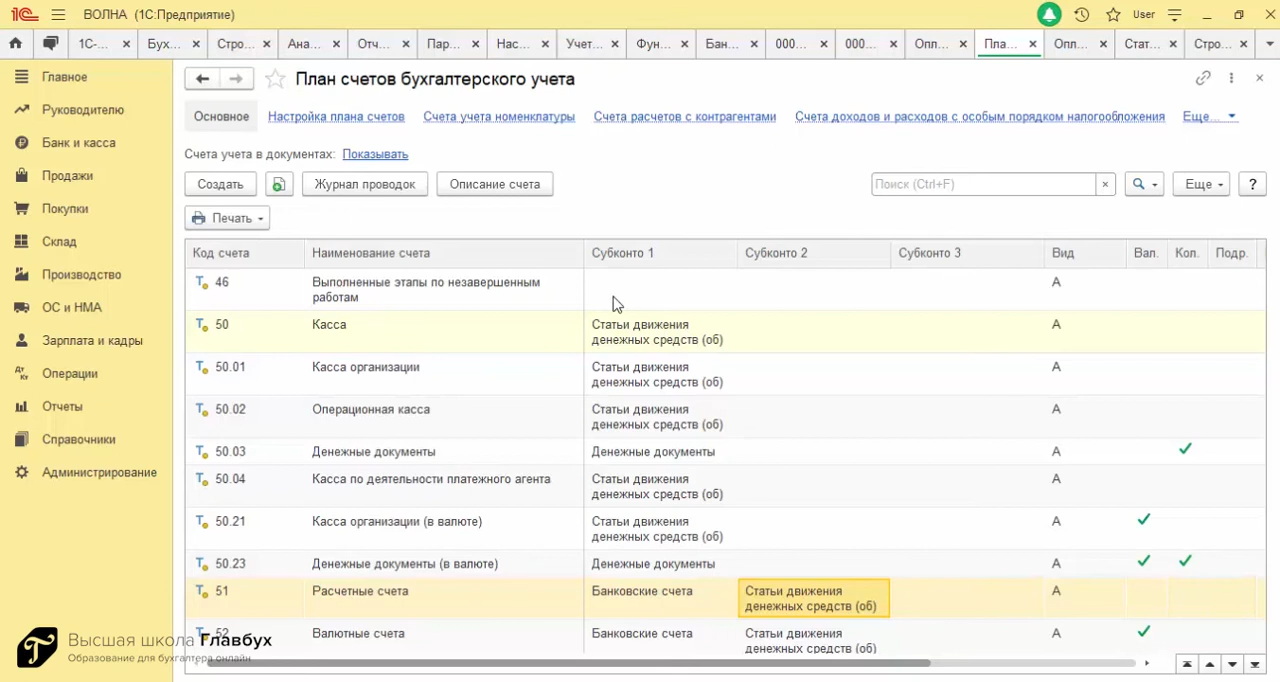 1С ВОЛНА (1С:Предприятие) User
1С-... Бух... Стро... Ана... Отч... Пар... Нас... Учет... Фун... Бан... 000... 000... Опл... Пла... Опл... Стат... Стро...
Главное
Руководителю
Банк и касса
Продажи
Покупки
Склад
Производство
ОС и НМА
Зарплата и кадры
Операции
Отчеты
Справочники
Администрирование
План счетов бухгалтерского учета
Основное Настройка плана счетов Счета учета номенклатуры Счета расчетов с контрагентами Счета доходов и расходов с особым порядком налогообложения Еще...
Счета учета в документах: Показывать
Создать Журнал проводок Описание счета Поиск (Ctrl+F) × Еще ?
Печать
Код счета Наименование счета Субконто 1 Субконто 2 Субконто 3 Вид Вал. Кол. Подр.
46 Выполненные этапы по незавершенным А
работам
50 Касса Статьи движения А
денежных средств (об)
50.01 Касса организации Статьи движения А
денежных средств (об)
50.02 Операционная касса Статьи движения А
денежных средств (об)
50.03 Денежные документы Денежные документы А
50.04 Касса по деятельности платежного агента Статьи движения А
денежных средств (об)
50.21 Касса организации (в валюте) Статьи движения А
денежных средств (об)
50.23 Денежные документы (в валюте) Денежные документы А
51 Расчетные счета Банковские счета Статьи движения А
денежных средств (об)
52 Валютные счета Банковские счета Статьи движения А
денежных средств (об)
Высшая школа Главбух
Образование для бухгалтера онлайн